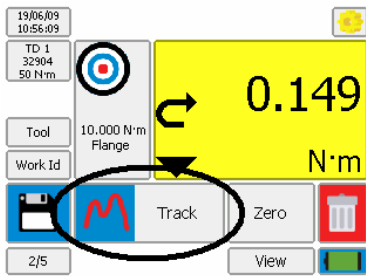 19/06/09
10:56:09
TD 1
32904
50 N·m
0.149
N·m
10.000 N·m
Flange
Tool
Work Id
Track
Zero
2/5
View